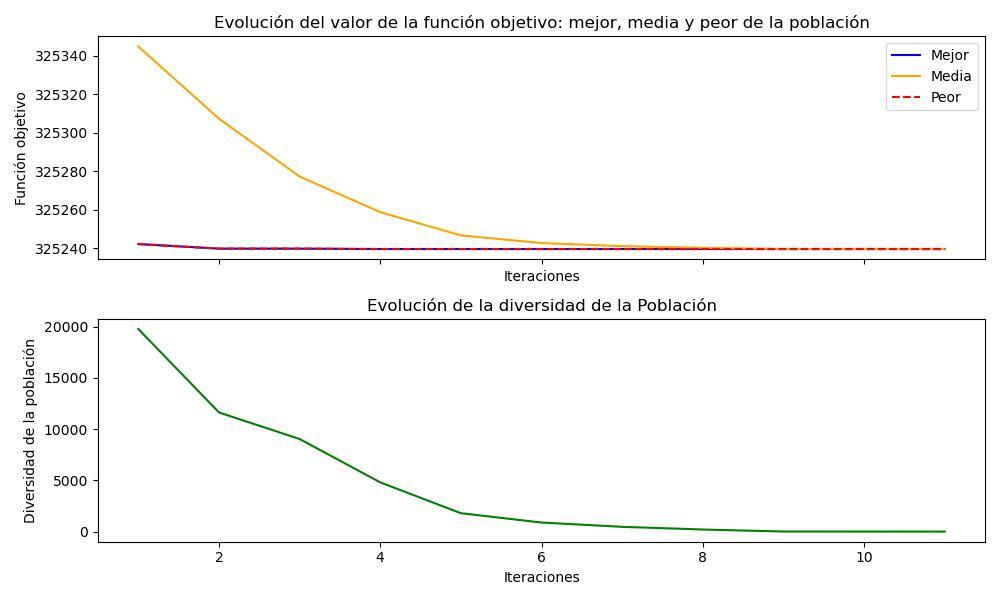 Evolución del valor de la función objetivo: mejor, media y peor de la población
Función objetivo
325340
325320
325300
325280
325260
325240
Mejor
Media
Peor
Iteraciones
Evolución de la diversidad de la Población
Diversidad de la población
20000
15000
10000
5000
0
2
4
6
8
10
Iteraciones